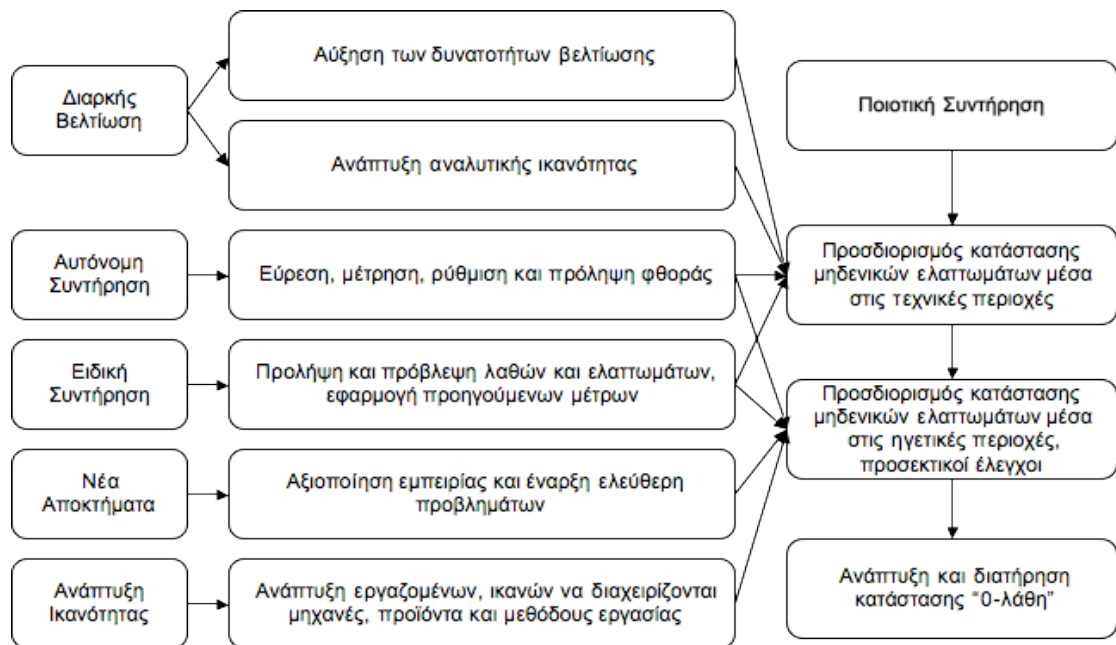 Διαρκής
Βελτίωση
Αύξηση των δυνατοτήτων βελτίωσης
Ανάπτυξη αναλυτικής ικανότητας
Ποιοτική Συντήρηση
Αυτόνομη
Συντήρηση
Εύρεση, μέτρηση, ρύθμιση και πρόληψη φθοράς
Προσδιορισμός κατάστασης
μηδενικών ελαττωμάτων μέσα
στις τεχνικές περιοχές
Ειδική
Συντήρηση
Προλήψη και πρόβλεψη λαθών και ελαττωμάτων,
εφαρμογή προηγούμενων μέτρων
Προσδιορισμός κατάστασης
μηδενικών ελαττωμάτων μέσα
στις ηγετικές περιοχές,
προσεκτικοί έλεγχοι
Νέα
Αποκτήματα
Αξιοποίηση εμπειρίας και έναρξη ελεύθερη
προβλημάτων
Ανάπτυξη
Ικανότητας
Ανάπτυξη εργαζομένων, ικανών να διαχειρίζονται
μηχανές, προϊόντα και μεθόδους εργασίας
Ανάπτυξη και διατήρηση
κατάστασης "0-λάθη"